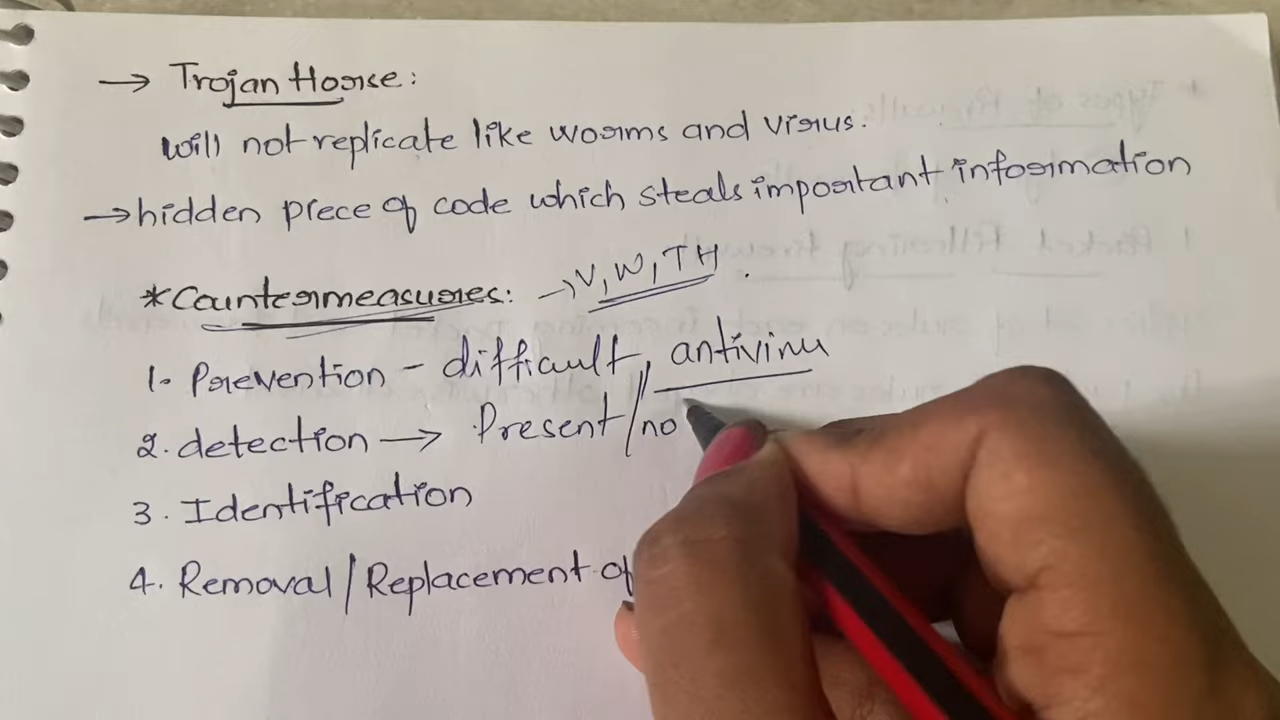 → Trojan Horse:
will not replicate like worms and virus.
→ hidden piece of code which steals important information
* Countermeasures: → V, W, TH.
1. Prevention - difficult, antiviru
2. detection → Present/no
3. Identification
4. Removal/Replacement of